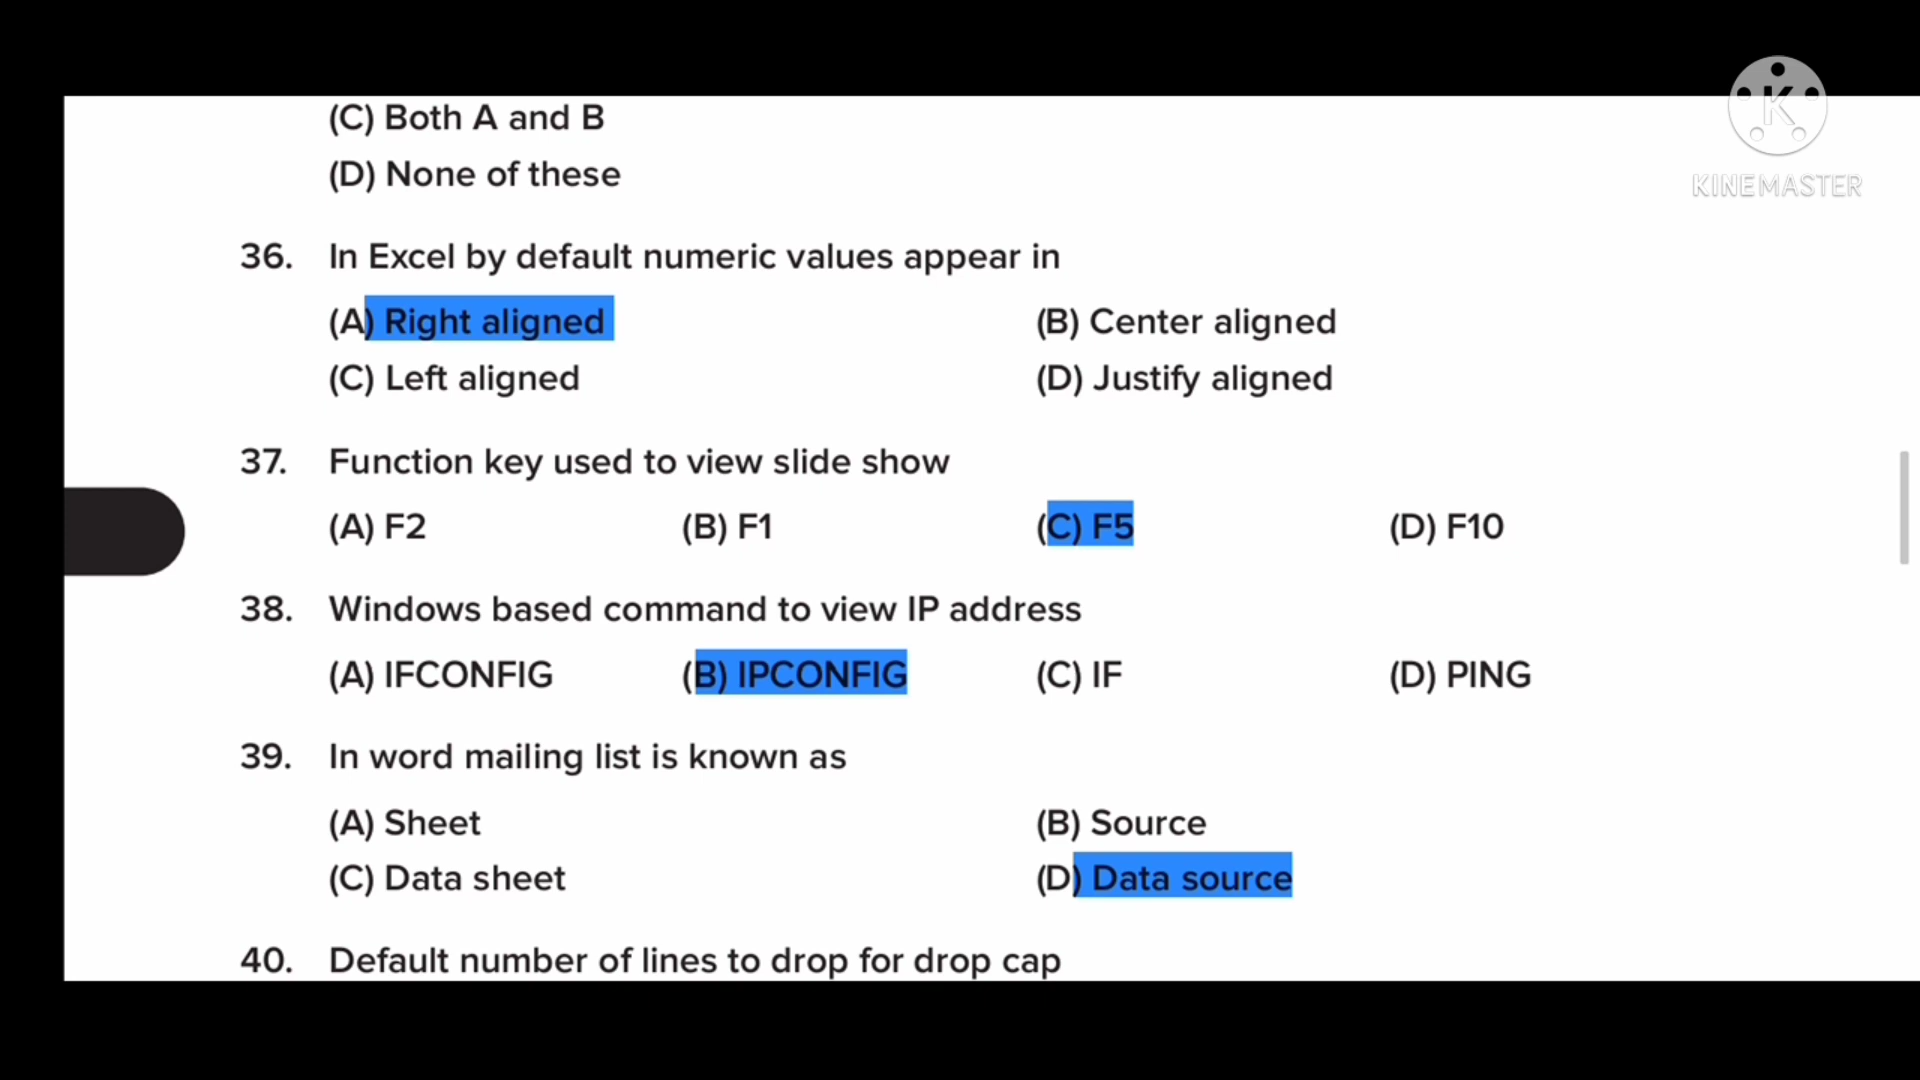 (C) Both A and B
(D) None of these
KINEMASTER
36. In Excel by default numeric values appear in
(A) Right aligned (B) Center aligned
(C) Left aligned (D) Justify aligned
37. Function key used to view slide show
(A) F2 (B) F1 (C) F5 (D) F10
38. Windows based command to view IP address
(A) IFCONFIG (B) IPCONFIG (C) IF (D) PING
39. In word mailing list is known as
(A) Sheet (B) Source
(C) Data sheet (D) Data source
40. Default number of lines to drop for drop cap